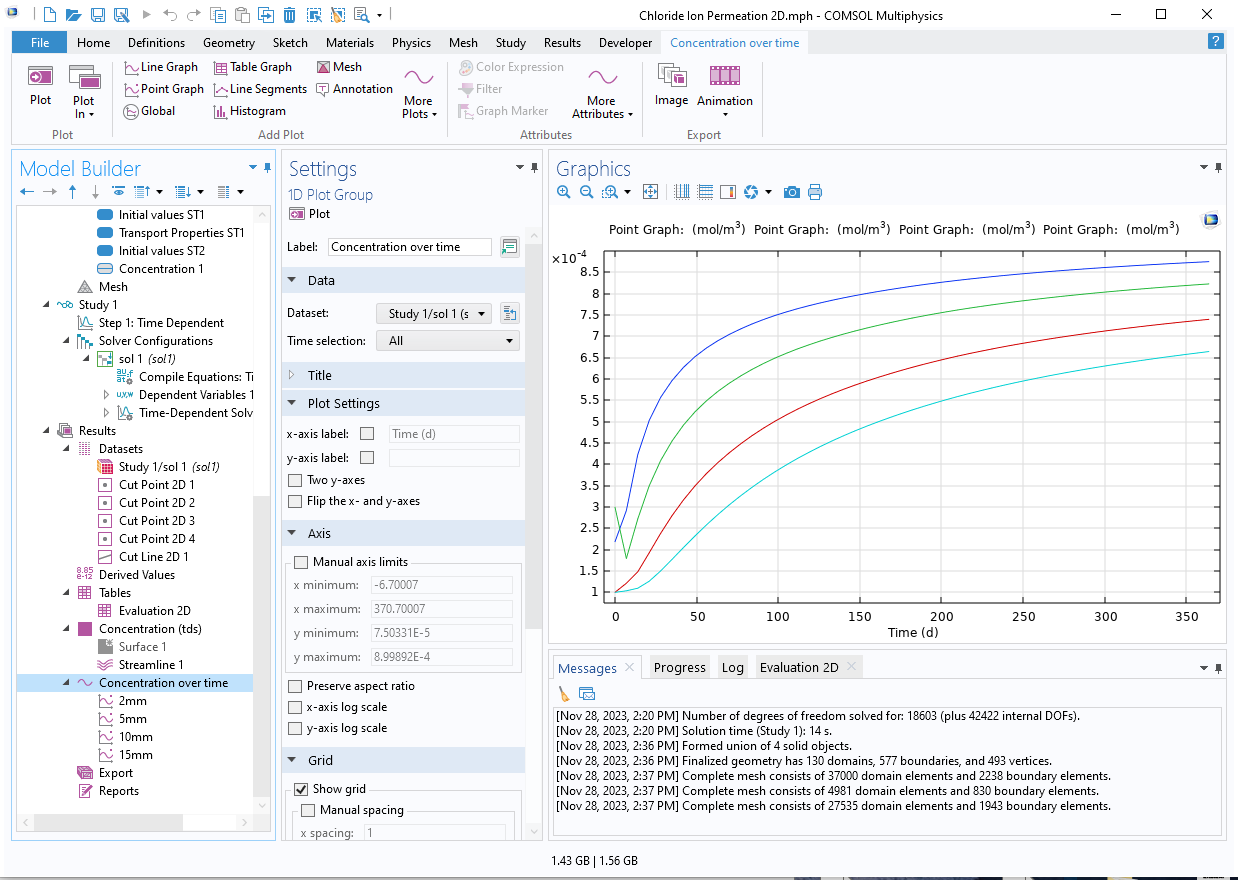 Chloride Ion Permeation 2D.mph - COMSOL Multiphysics
File Home Definitions Geometry Sketch Materials Physics Mesh Study Results Developer Concentration over time ?
Plot
Plot In
Plot
Line Graph
Point Graph
Global
Table Graph
Line Segments
Histogram
Mesh
Annotation
More Plots
Add Plot
Color Expression
Filter
Graph Marker
More Attributes
Attributes
Image
Animation
Export
Model Builder
Initial values ST1
Transport Properties ST1
Initial values ST2
Concentration 1
Mesh
Study 1
Step 1: Time Dependent
Solver Configurations
sol 1 (sol1)
Compile Equations: Ti
Dependent Variables 1
Time-Dependent Solv
Results
Datasets
Study 1/sol 1 (sol1)
Cut Point 2D 1
Cut Point 2D 2
Cut Point 2D 3
Cut Point 2D 4
Cut Line 2D 1
8.85
e-12
Derived Values
Tables
Evaluation 2D
Concentration (tds)
Surface 1
Streamline 1
Concentration over time
2mm
5mm
10mm
15mm
Export
Reports
Settings
1D Plot Group
Plot
Label: Concentration over time
Data
Dataset: Study 1/sol 1 (s
Time selection: All
Title
Plot Settings
x-axis label: Time (d)
y-axis label:
Two y-axes
Flip the x- and y-axes
Axis
Manual axis limits
x minimum: -6.70007
x maximum: 370.70007
y minimum: 7.50331E-5
y maximum: 8.99892E-4
Preserve aspect ratio
x-axis log scale
y-axis log scale
Grid
Show grid
Manual spacing
x spacing: 1
Graphics
Point Graph: (mol/m³) Point Graph: (mol/m³) Point Graph: (mol/m³) Point Graph: (mol/m³)
×10⁻⁴
8.5
8
7.5
7
6.5
6
5.5
5
4.5
4
3.5
3
2.5
2
1.5
1
0 50 100 150 200 250 300 350
Time (d)
Messages Progress Log Evaluation 2D
[Nov 28, 2023, 2:20 PM] Number of degrees of freedom solved for: 18603 (plus 42422 internal DOFs).
[Nov 28, 2023, 2:20 PM] Solution time (Study 1): 14 s.
[Nov 28, 2023, 2:36 PM] Formed union of 4 solid objects.
[Nov 28, 2023, 2:36 PM] Finalized geometry has 130 domains, 577 boundaries, and 493 vertices.
[Nov 28, 2023, 2:37 PM] Complete mesh consists of 37000 domain elements and 2238 boundary elements.
[Nov 28, 2023, 2:37 PM] Complete mesh consists of 4981 domain elements and 830 boundary elements.
[Nov 28, 2023, 2:37 PM] Complete mesh consists of 27535 domain elements and 1943 boundary elements.
1.43 GB | 1.56 GB